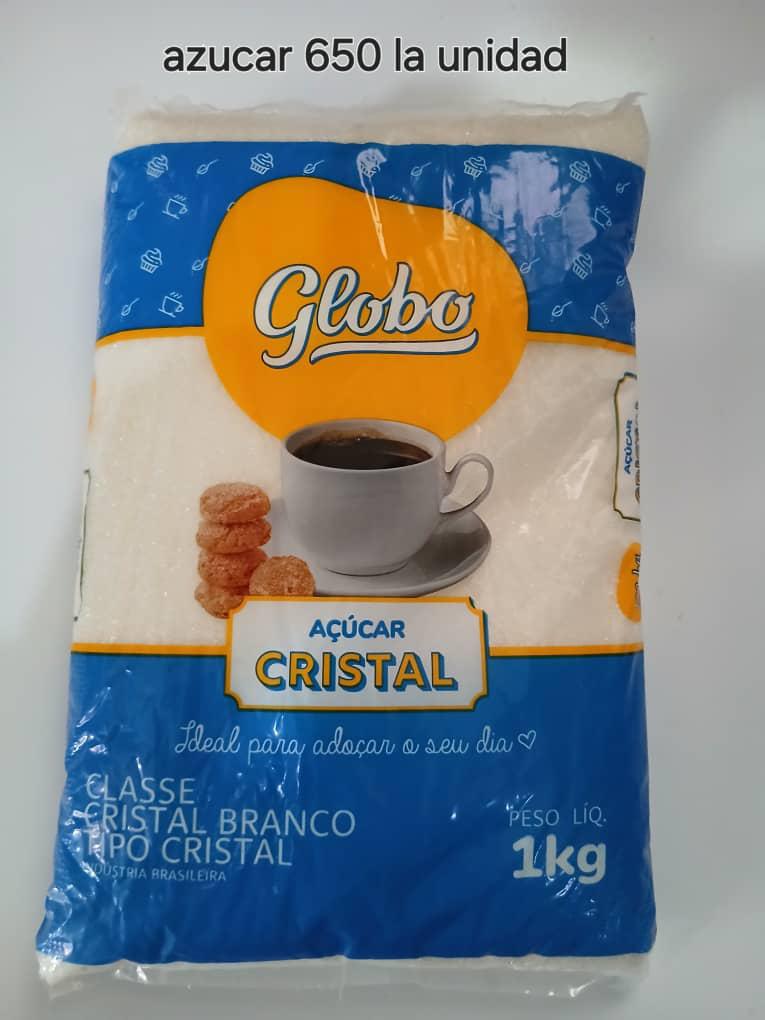 azucar 650 la unidad
Globo
AÇÚCAR
AÇÚCAR
CRISTAL
Ideal para adoçar o seu dia
CLASSE
CRISTAL BRANCO
TIPO CRISTAL
INDÚSTRIA BRASILEIRA
PESO LÍQ.
1kg